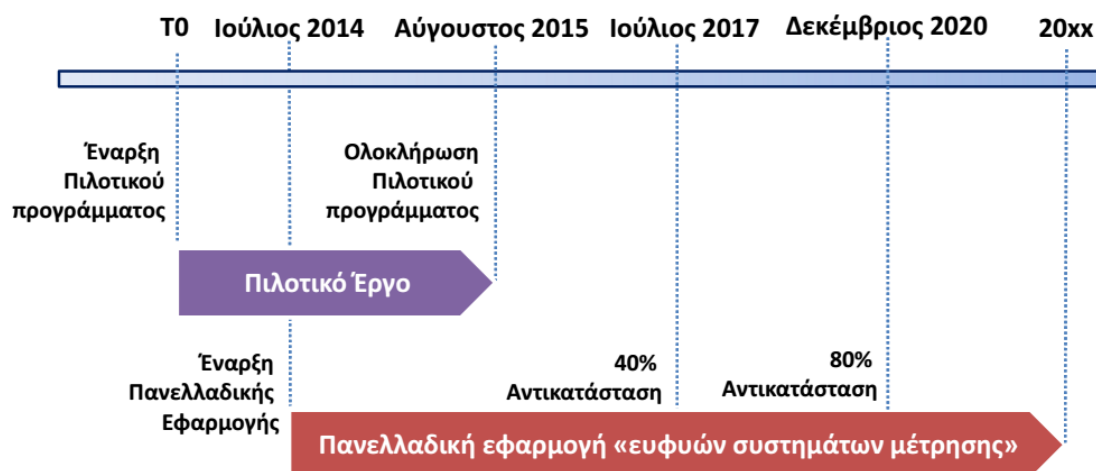 T0 Ιούλιος 2014 Αύγουστος 2015 Ιούλιος 2017 Δεκέμβριος 2020 20xx
Έναρξη
Πιλοτικού
προγράμματος
Ολοκλήρωση
Πιλοτικού
προγράμματος
Πιλοτικό Έργο
Έναρξη
Πανελλαδικής
Εφαρμογής
40%
Αντικατάσταση
80%
Αντικατάσταση
Πανελλαδική εφαρμογή «ευφυών συστημάτων μέτρησης»